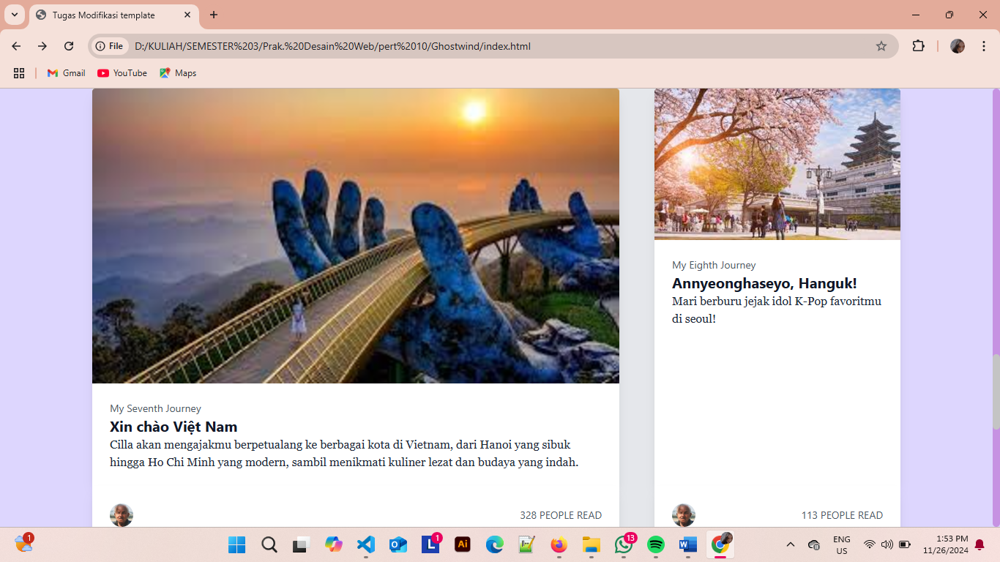 Tugas Modifikasi template
File
D:/KULIAH/SEMESTER%203/Prak.%20Desain%20Web/pert%2010/Ghostwind/index.html
Gmail
YouTube
Maps
My Seventh Journey
Xin chào Việt Nam
Cilla akan mengajakmu berpetualang ke berbagai kota di Vietnam, dari Hanoi yang sibuk
hingga Ho Chi Minh yang modern, sambil menikmati kuliner lezat dan budaya yang indah.
328 PEOPLE READ
My Eighth Journey
Annyeonghaseyo, Hanguk!
Mari berburu jejak idol K-Pop favoritmu
di seoul!
113 PEOPLE READ
1
L
1
Ai
13
W
ENG
US
1:53 PM
11/26/2024